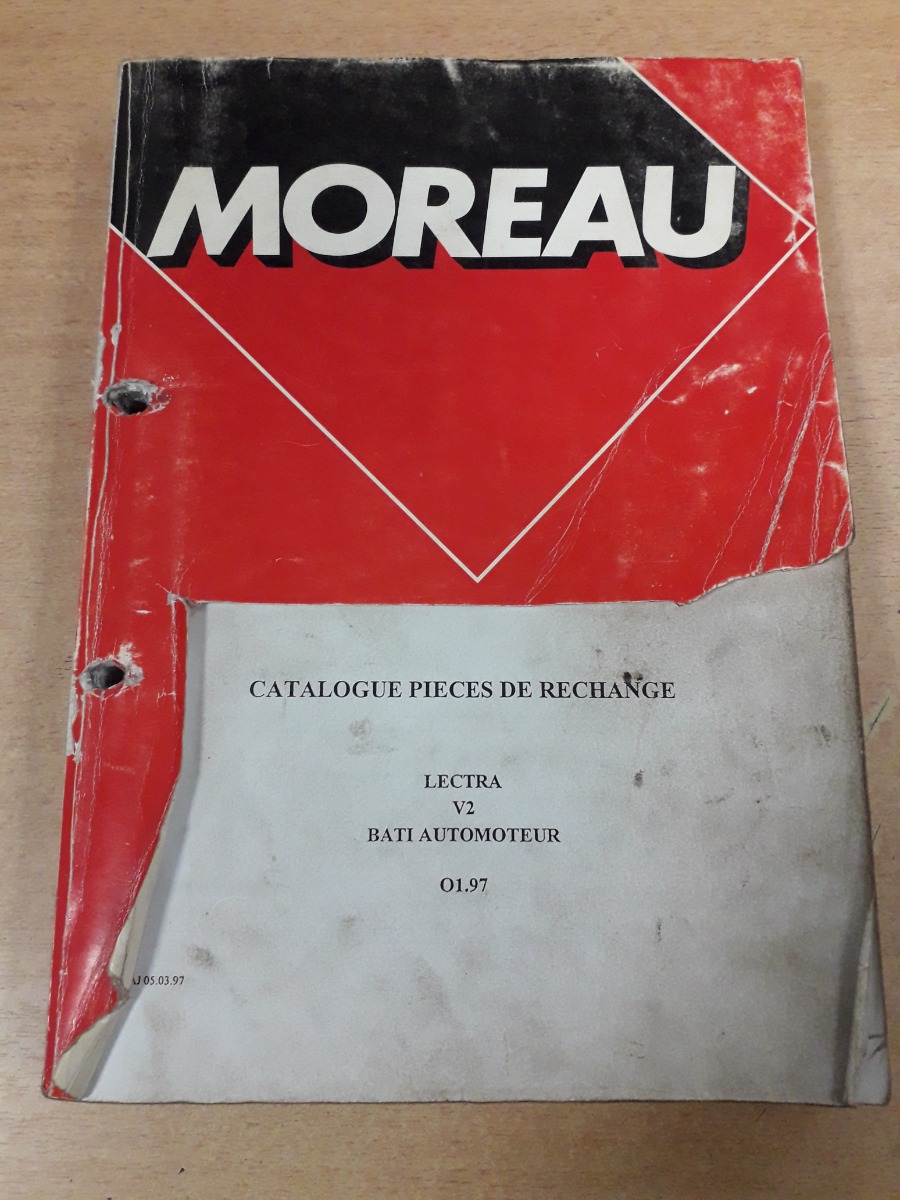 MOREAU
CATALOGUE PIECES DE RECHANGE
LECTRA
V2
BATI AUTOMOTEUR
O1.97
AJ 05.03.97